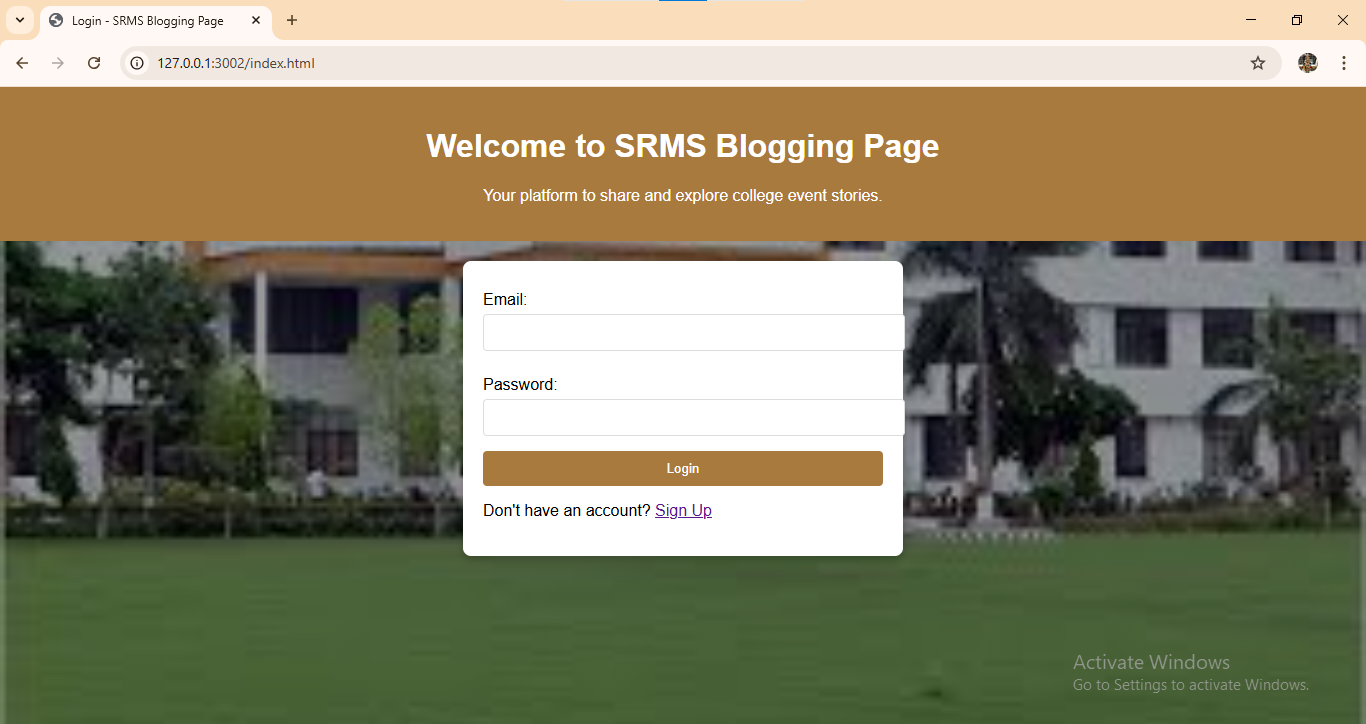 Login - SRMS Blogging Page
127.0.0.1:3002/index.html
Welcome to SRMS Blogging Page
Your platform to share and explore college event stories.
Email:
Password:
Login
Don't have an account? Sign Up
Activate Windows
Go to Settings to activate Windows.